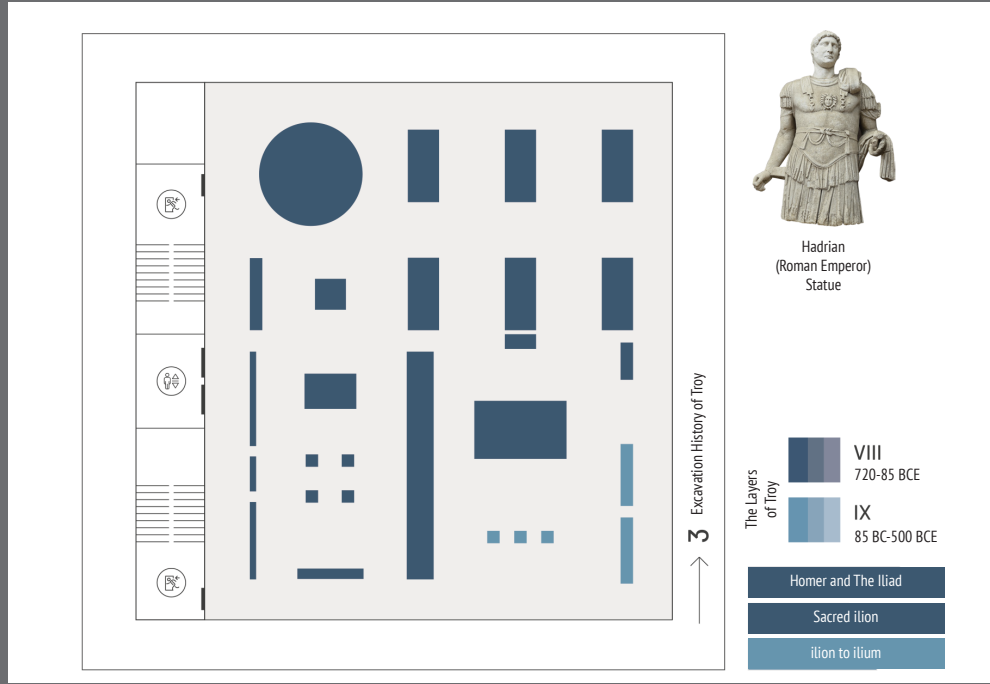 Hadrian
(Roman Emperor)
Statue
3 Excavation History of Troy
The Layers
of Troy
VIII
720-85 BCE
IX
85 BC-500 BCE
Homer and The Iliad
Sacred ilion
ilion to ilium